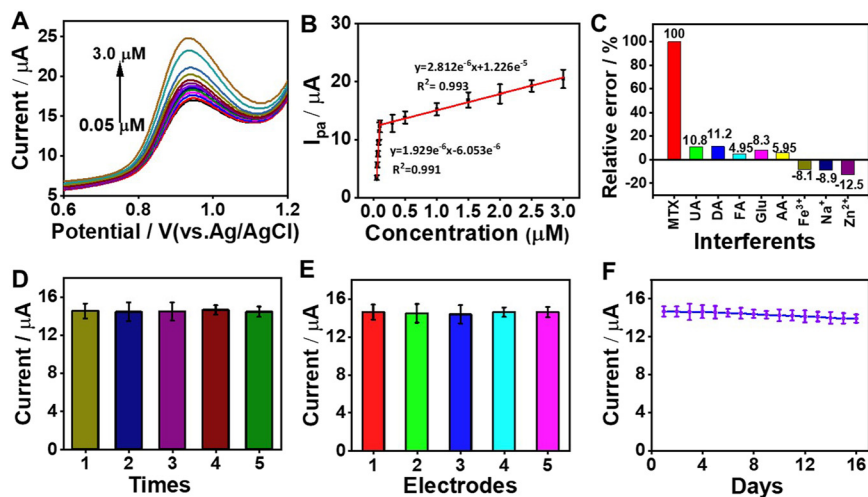 A
Current / μA
25
20
15
10
5
3.0 μM
0.05 μM
0.6
0.8
1.0
1.2
Potential / V(vs.Ag/AgCl)
B
Ipa / μA
40
30
20
10
0
y=2.812e⁻⁶x+1.226e⁻⁵
R²= 0.993
y=1.929e⁻⁶x-6.053e⁻⁶
R²=0.991
0.0 0.5 1.0 1.5 2.0 2.5 3.0
Concentration (μM)
C
Relative error / %
100
80
60
40
20
0
-20
100
10.8
11.2
4.95
8.3
5.95
-8.1
-8.9
-12.5
MTX
UA
DA
FA
Glu
AA
Fe³⁺
Na⁺
Zn²⁺
Interferents
D
Current / μA
16
12
8
4
0
1 2 3 4 5
Times
E
Current / μA
16
12
8
4
0
1 2 3 4 5
Electrodes
F
Current / μA
16
12
8
4
0
0 4 8 12 16
Days